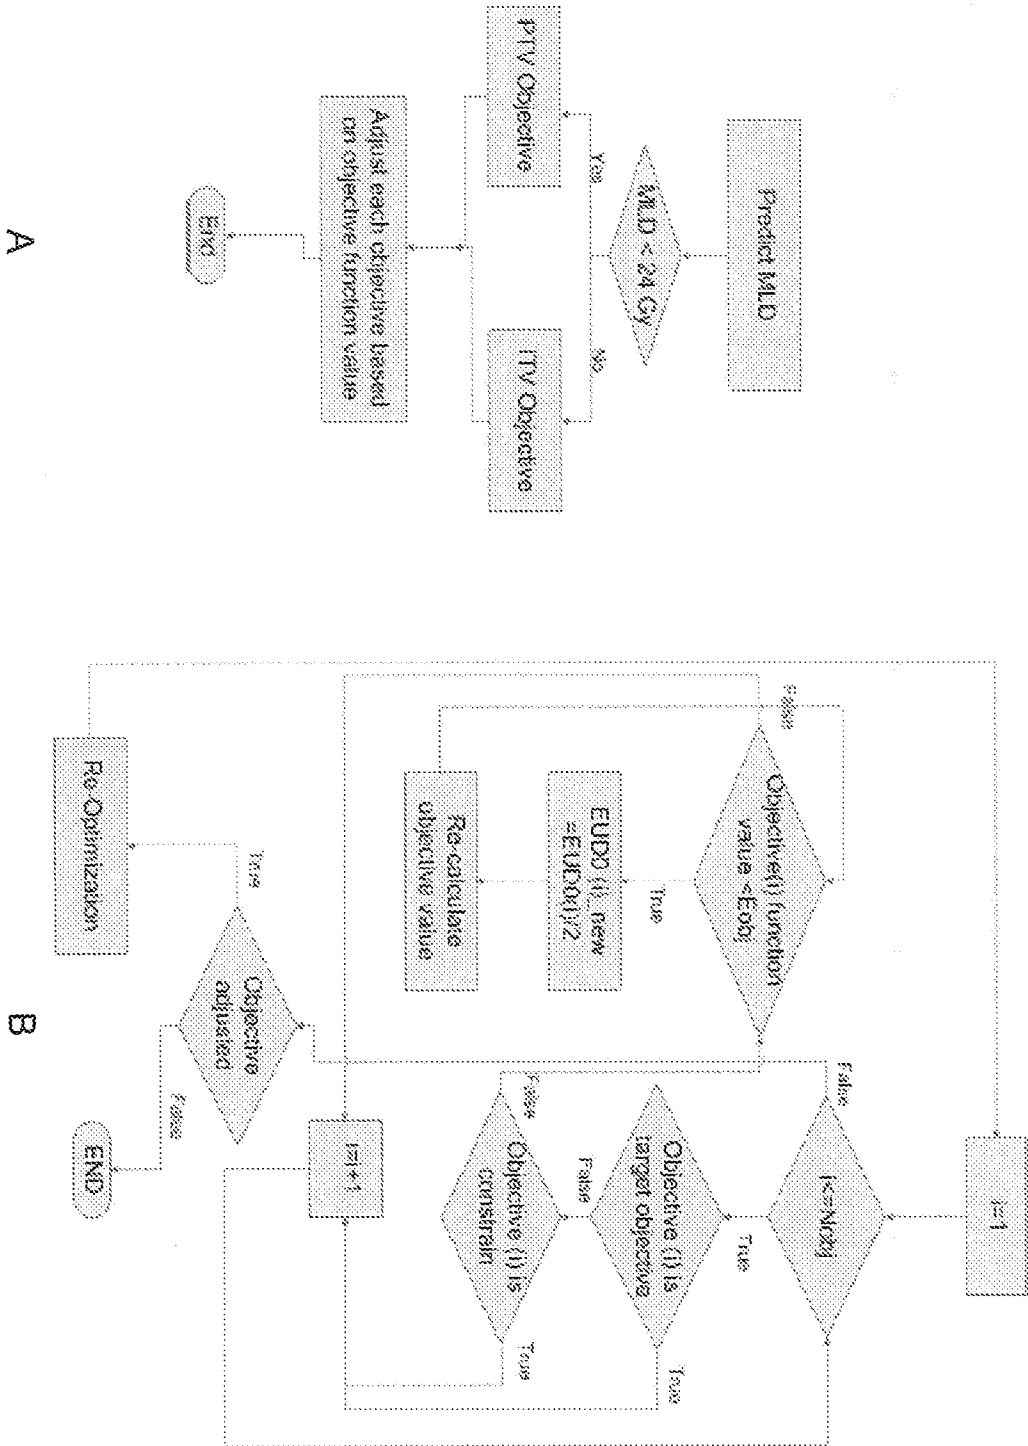 Predict MLD
MLD < 24 Gy
Yes
No
PTV Objective
ITV Objective
Adjust each objective based
on objective function value
End
A
i=1
i<=Nobj
False
True
Objective (i) is
target objective
True
False
Objective (i) is
constrain
True
False
i=i+1
Objective(i) function
value <Eobj
False
True
EUD0 (i)_new
=EUD0(i)/2
Re-calculate
objective value
Objective
adjusted
True
False
Re-Optimization
END
B